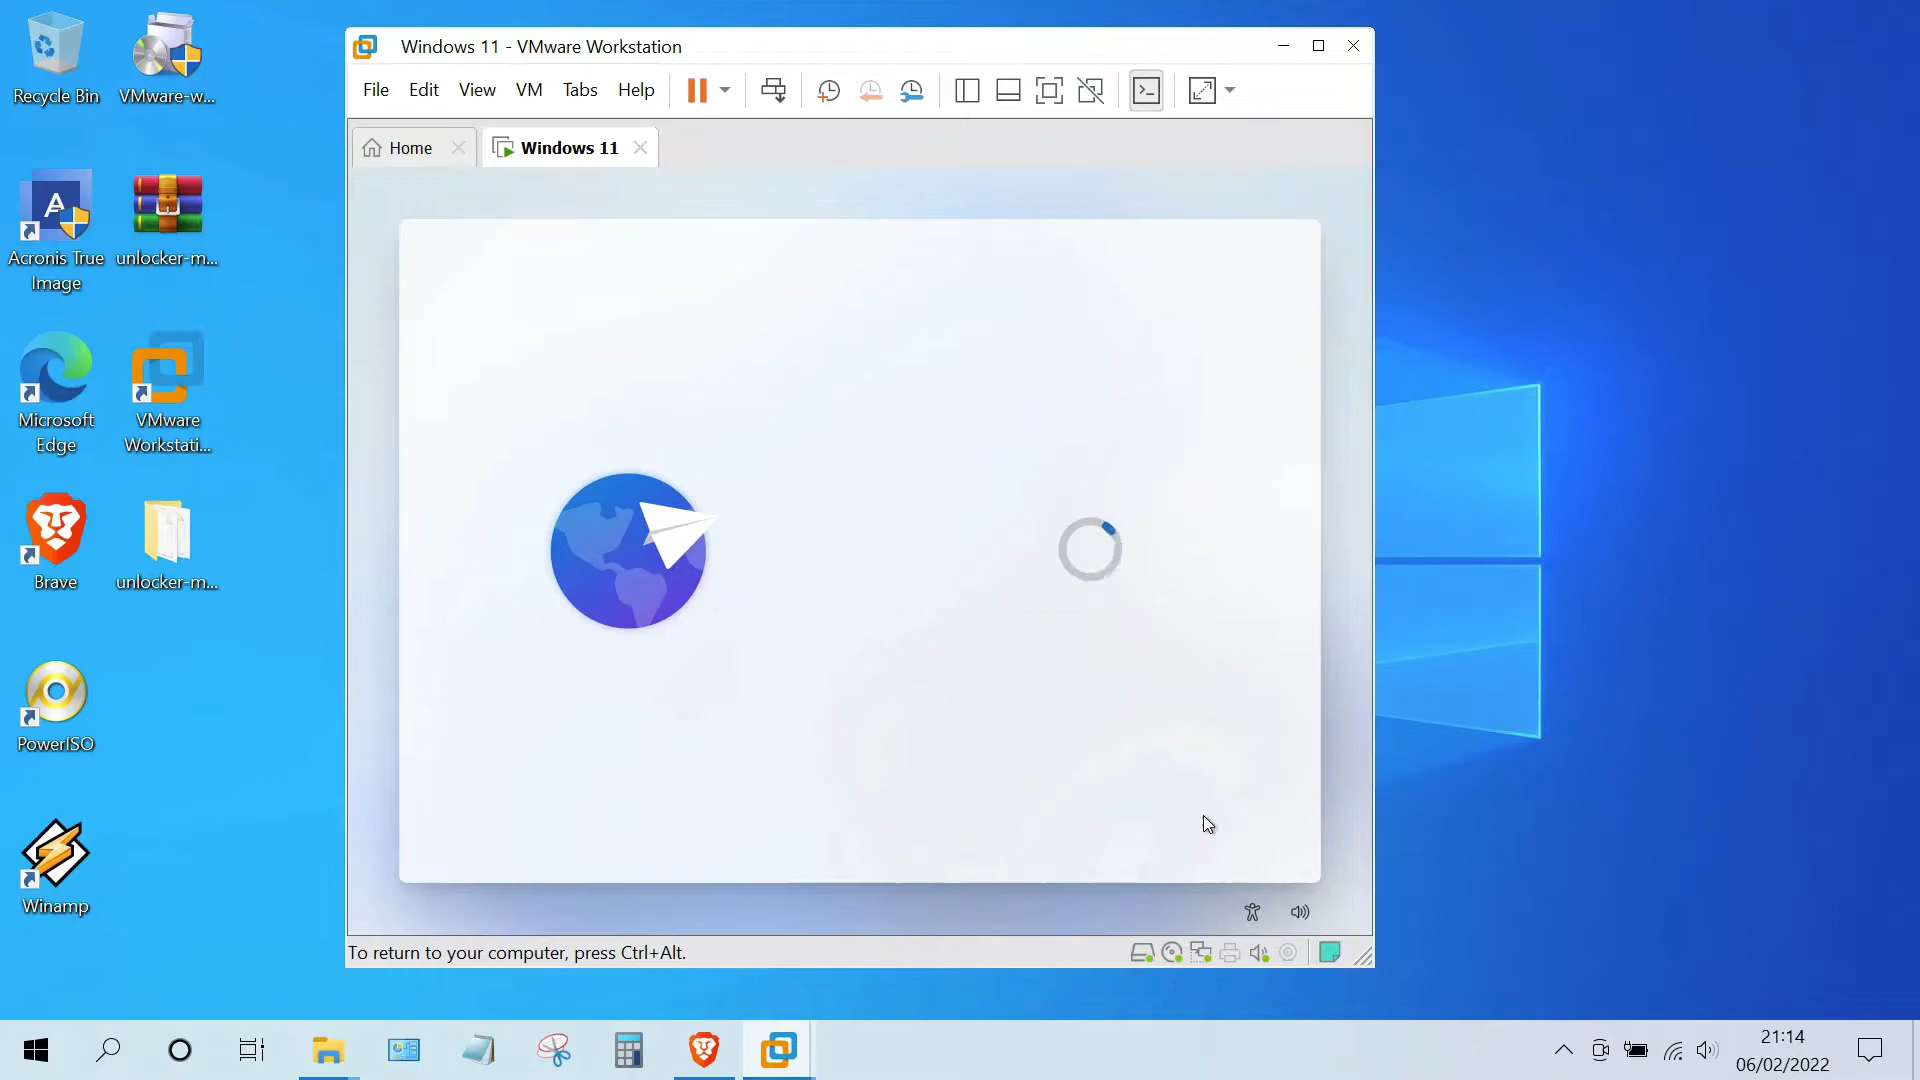 Recycle Bin
VMware-w...
Acronis True
Image
unlocker-m...
Microsoft
Edge
VMware
Workstati...
Brave
unlocker-m...
PowerISO
Winamp
Windows 11 - VMware Workstation
File Edit View VM Tabs Help
Home
Windows 11
To return to your computer, press Ctrl+Alt.
21:14
06/02/2022